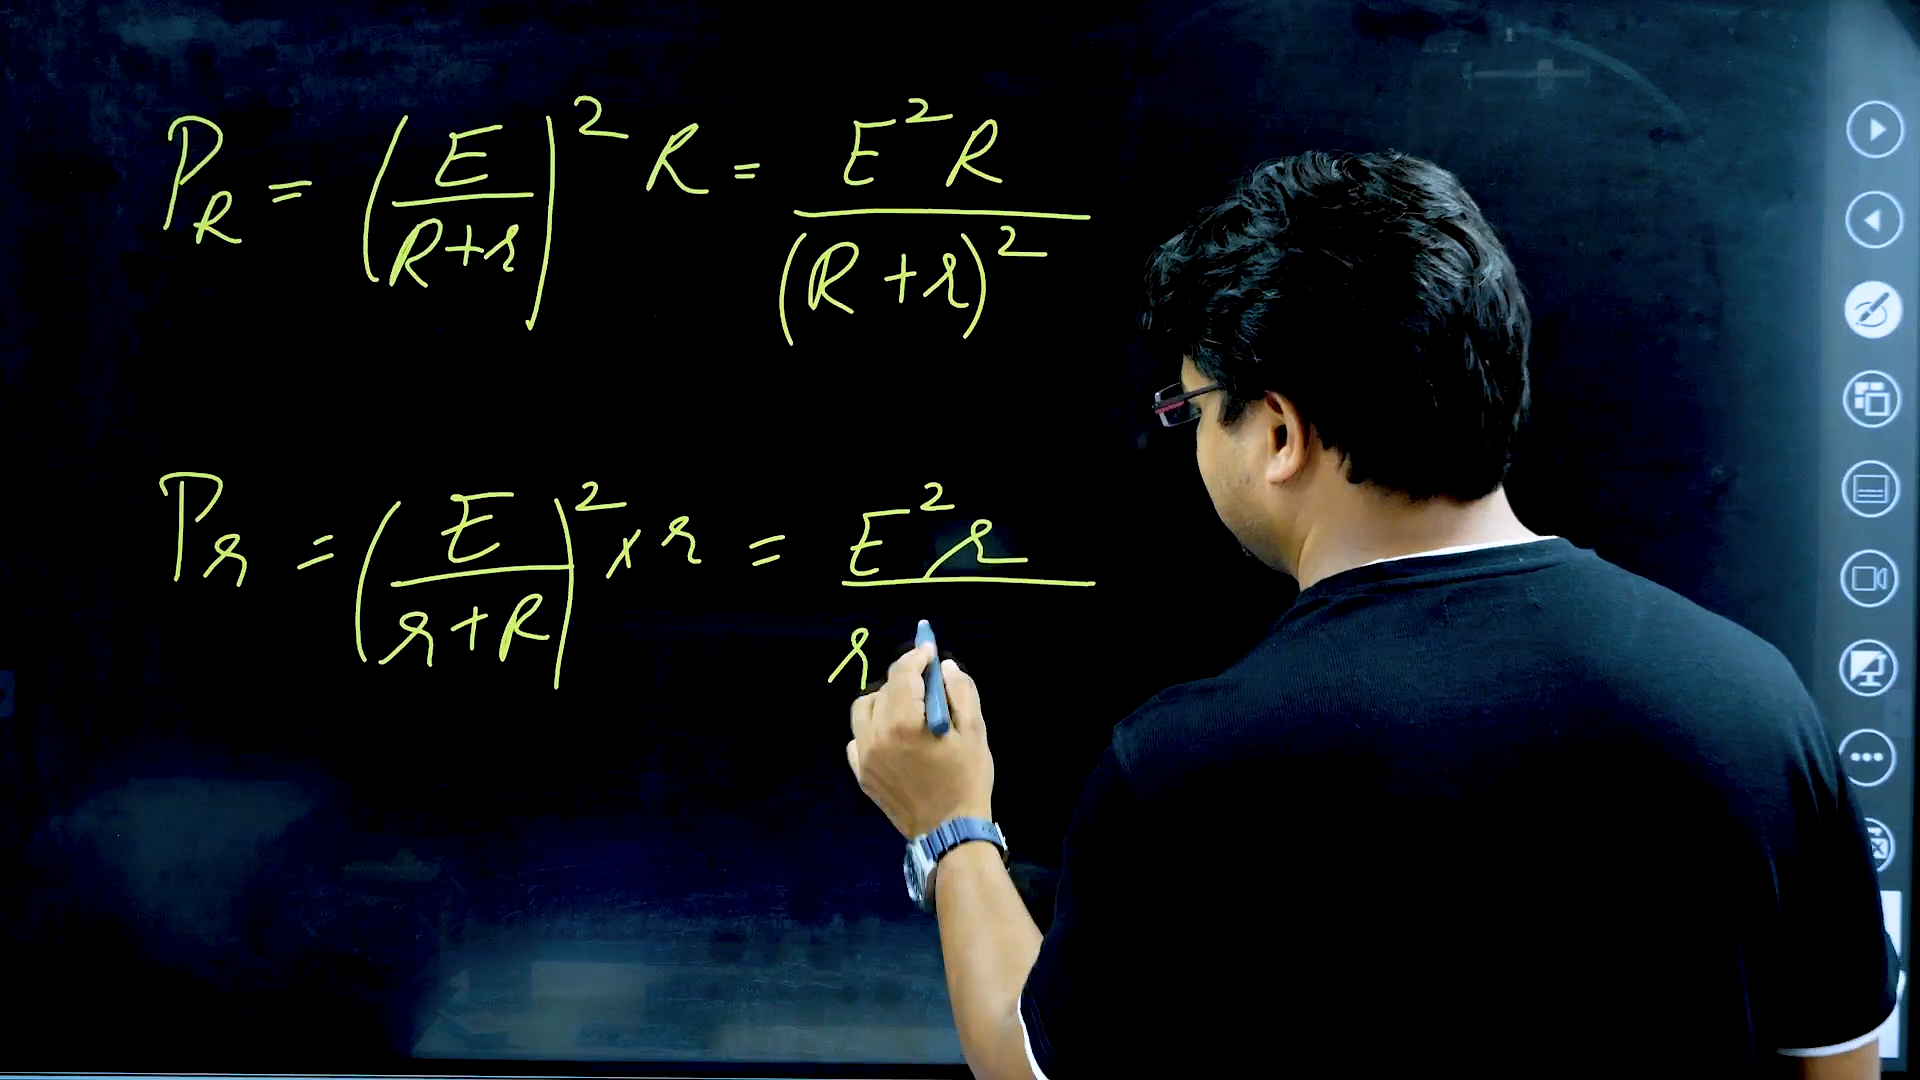 P_R = (E/(R+r))² R = E²R/(R+r)²
P_r = (E/(r+R))² × r = E²r/r